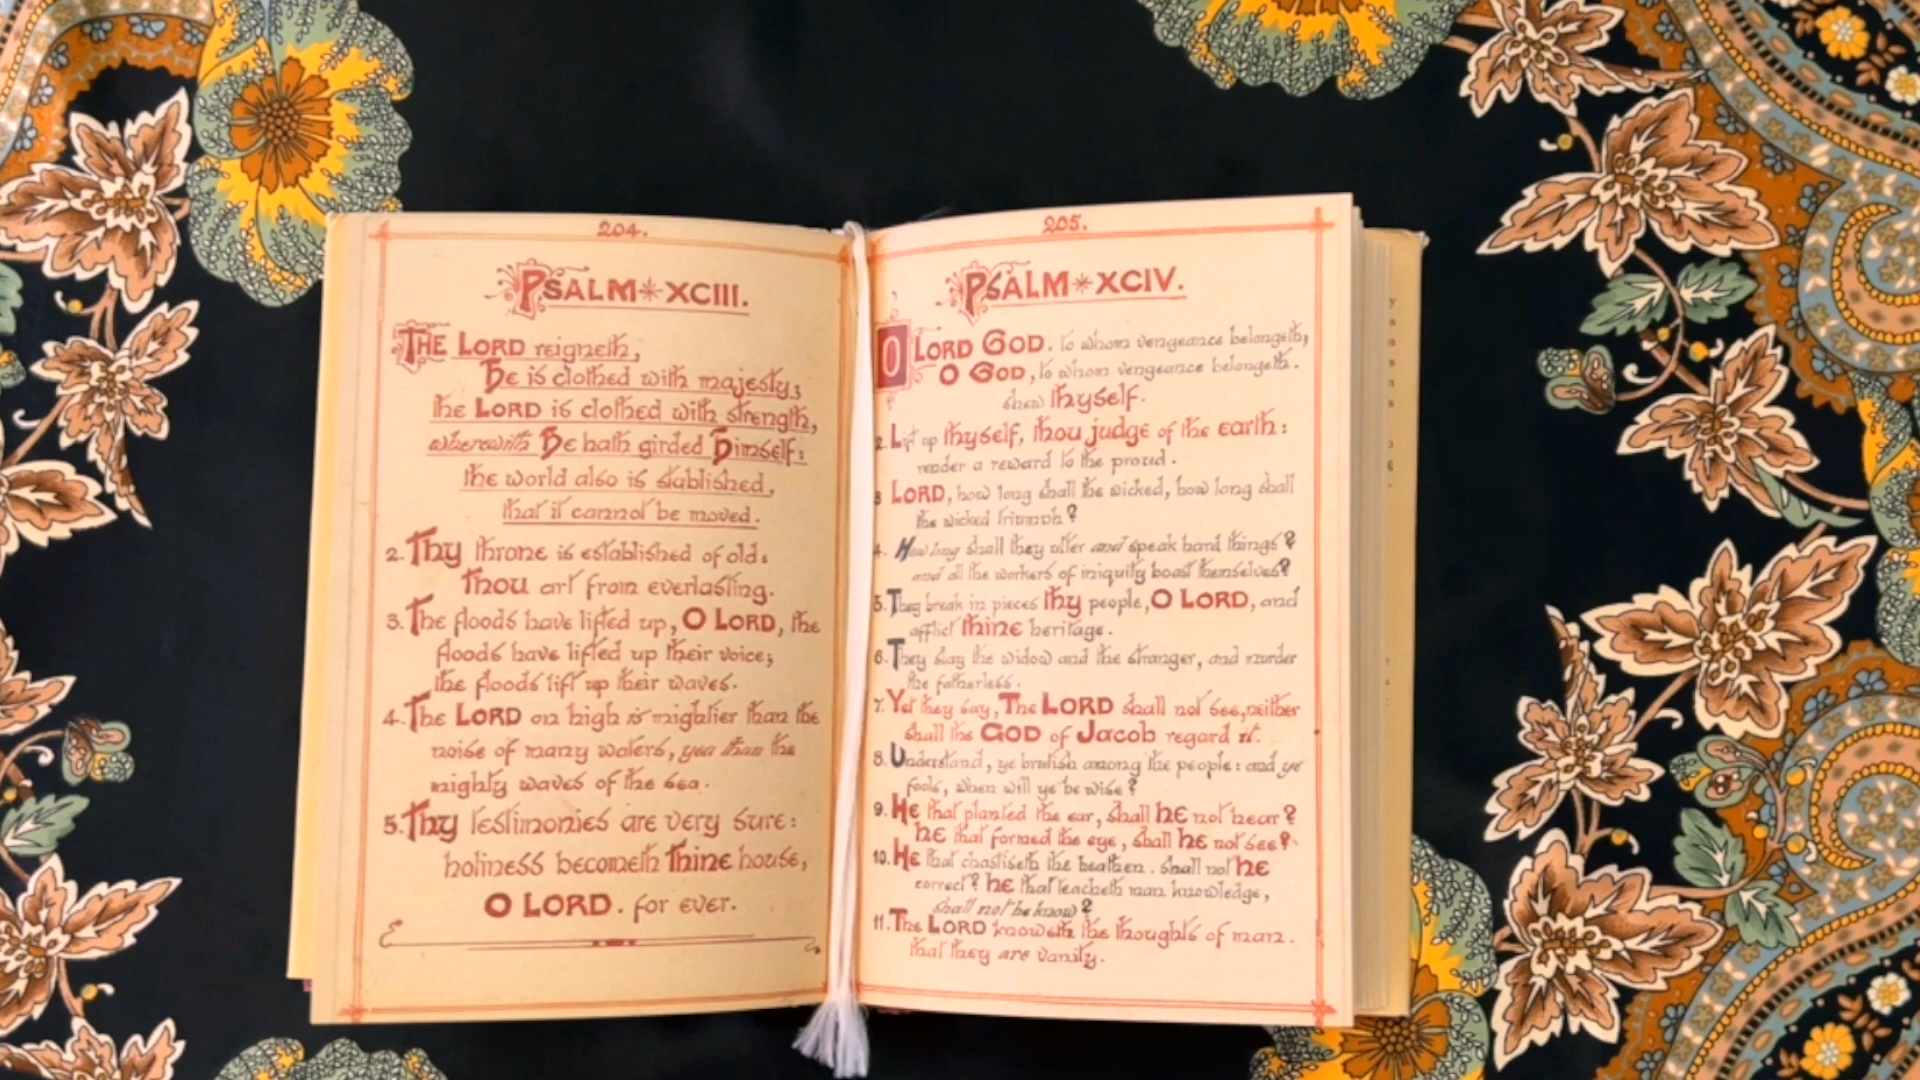 204.
PSALM * XCIII.
THE LORD reigneth,
He is clothed with majesty;
the LORD is clothed with strength,
wherewith He hath girded Himself:
the world also is stablished,
that it cannot be moved.
2. Thy throne is established of old:
Thou art from everlasting.
3. The floods have lifted up, O LORD, the
floods have lifted up their voice;
the floods lift up their waves.
4. The LORD on high is mightier than the
noise of many waters, yea than the
mighty waves of the sea.
5. Thy testimonies are very sure:
holiness becometh Thine house,
O LORD. for ever.
205.
PSALM * XCIV.
O LORD GOD. to whom vengeance belongeth;
O GOD, to whom vengeance belongeth.
shew thyself.
2. Lift up thyself, thou judge of the earth:
render a reward to the proud.
3 LORD, how long shall the wicked, how long shall
the wicked triumph?
4. How long shall they utter and speak hard things?
and all the workers of iniquity boast themselves?
5. They break in pieces thy people, O LORD, and
afflict thine heritage.
6. They slay the widow and the stranger, and murder
the fatherless.
7. Yet they say, The LORD shall not see, neither
shall the GOD of Jacob regard it.
8. Understand, ye brutish among the people: and ye
fools, when will ye be wise?
9. He that planted the ear, shall HE not hear?
he that formed the eye, shall HE not see?
10. He that chastiseth the heathen. shall not HE
correct? he that teacheth man knowledge,
shall not he know?
11. The LORD knoweth the thoughts of man.
that they are vanity.